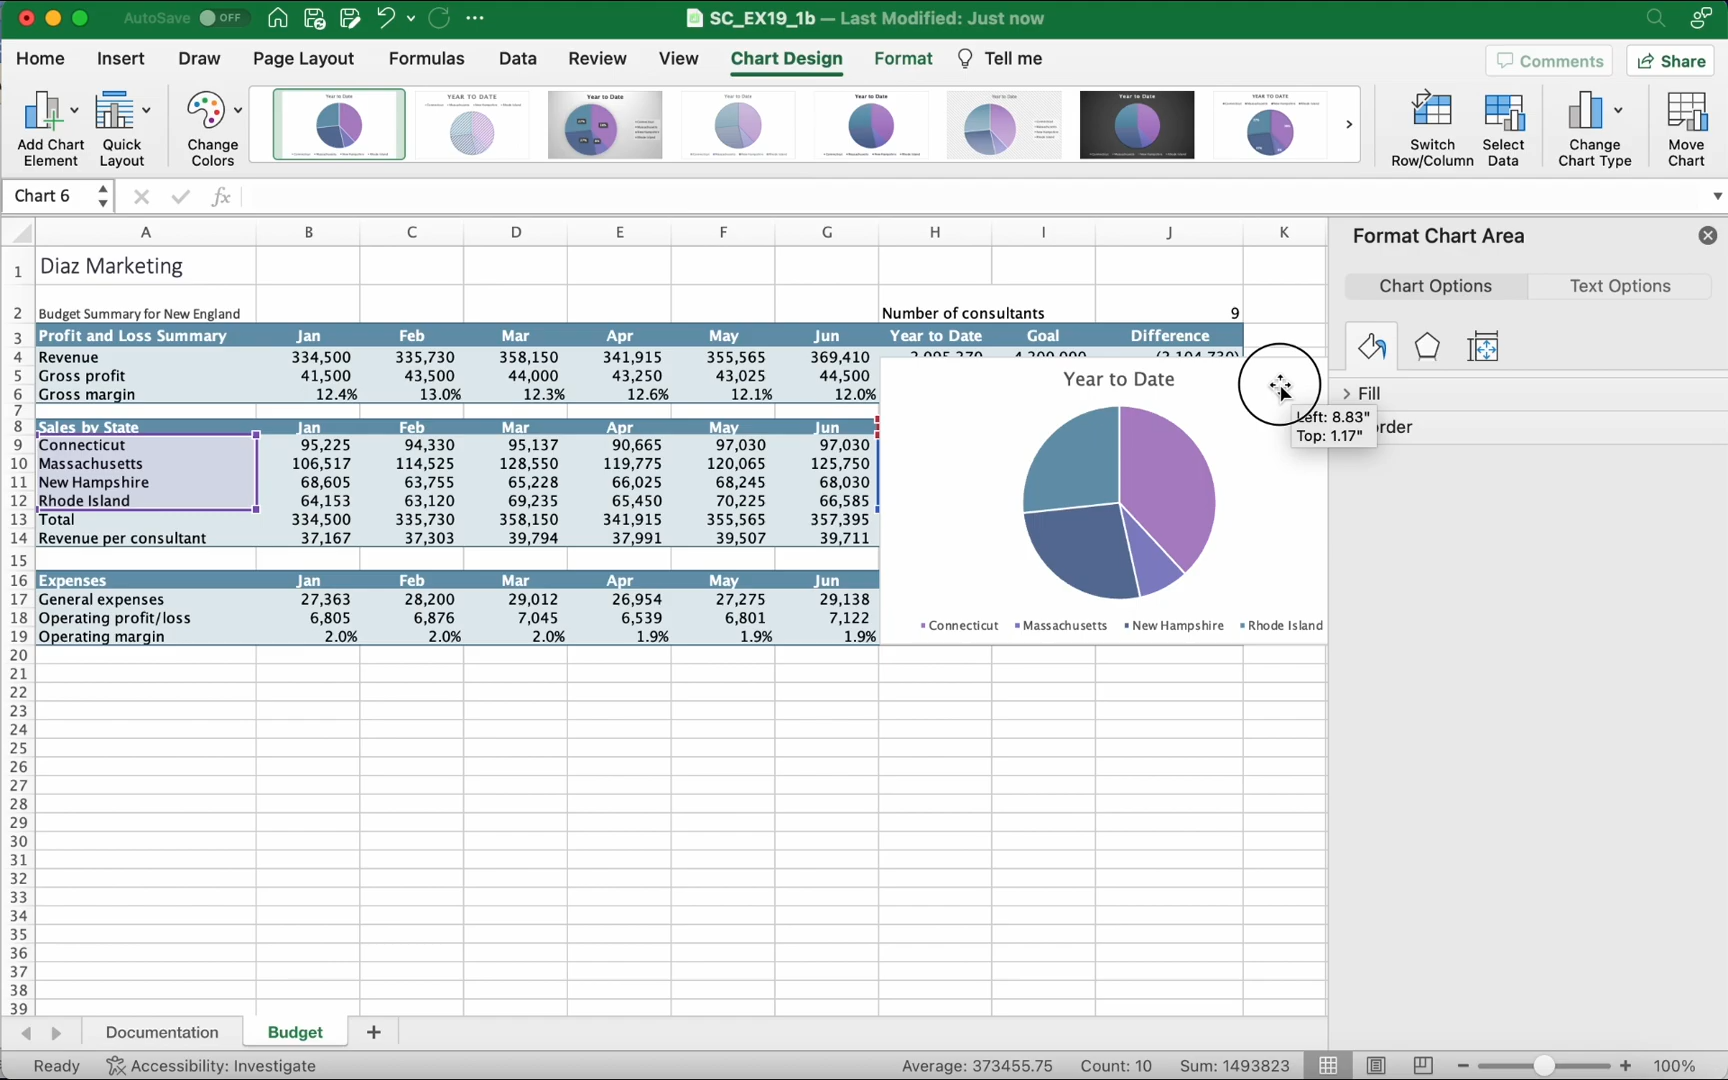 AutoSave OFF
SC_EX19_1b — Last Modified: Just now
Home Insert Draw Page Layout Formulas Data Review View Chart Design Format Tell me Comments Share
Add Chart Element
Quick Layout
Change Colors
Switch Row/Column
Select Data
Change Chart Type
Move Chart
Chart 6 fx
A B C D E F G H I J K
1 Diaz Marketing
2 Budget Summary for New England Number of consultants 9
3 Profit and Loss Summary Jan Feb Mar Apr May Jun Year to Date Goal Difference
4 Revenue 334,500 335,730 358,150 341,915 355,565 369,410
5 Gross profit 41,500 43,500 44,000 43,250 43,025 44,500
6 Gross margin 12.4% 13.0% 12.3% 12.6% 12.1% 12.0%
7
8 Sales by State Jan Feb Mar Apr May Jun
9 Connecticut 95,225 94,330 95,137 90,665 97,030 97,030
10 Massachusetts 106,517 114,525 128,550 119,775 120,065 125,750
11 New Hampshire 68,605 63,755 65,228 66,025 68,245 68,030
12 Rhode Island 64,153 63,120 69,235 65,450 70,225 66,585
13 Total 334,500 335,730 358,150 341,915 355,565 357,395
14 Revenue per consultant 37,167 37,303 39,794 37,991 39,507 39,711
15
16 Expenses Jan Feb Mar Apr May Jun
17 General expenses 27,363 28,200 29,012 26,954 27,275 29,138
18 Operating profit/loss 6,805 6,876 7,045 6,539 6,801 7,122
19 Operating margin 2.0% 2.0% 2.0% 1.9% 1.9% 1.9%
20
21
22
23
24
25
26
27
28
29
30
31
32
33
34
35
36
37
38
39
Year to Date
Connecticut Massachusetts New Hampshire Rhode Island
Left: 8.83"
Top: 1.17"
Format Chart Area
Chart Options Text Options
Fill
order
Documentation Budget +
Ready Accessibility: Investigate Average: 373455.75 Count: 10 Sum: 1493823 100%